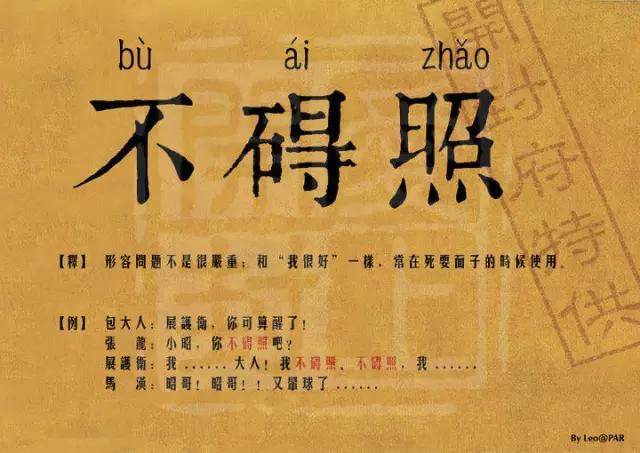 bù ái zhǎo
不碍照
開封府特供
【釋】 形容問題不是很嚴重；和“我很好”一樣，常在死要面子的時候使用。
【例】 包大人：展護衛，你可算醒了！
張龍：小昭，你不碍照吧？
展護衛：我......大人！我不碍照、不碍照，我......
馬漢：昭哥！昭哥！！又暈球了......
By Leo@PAR